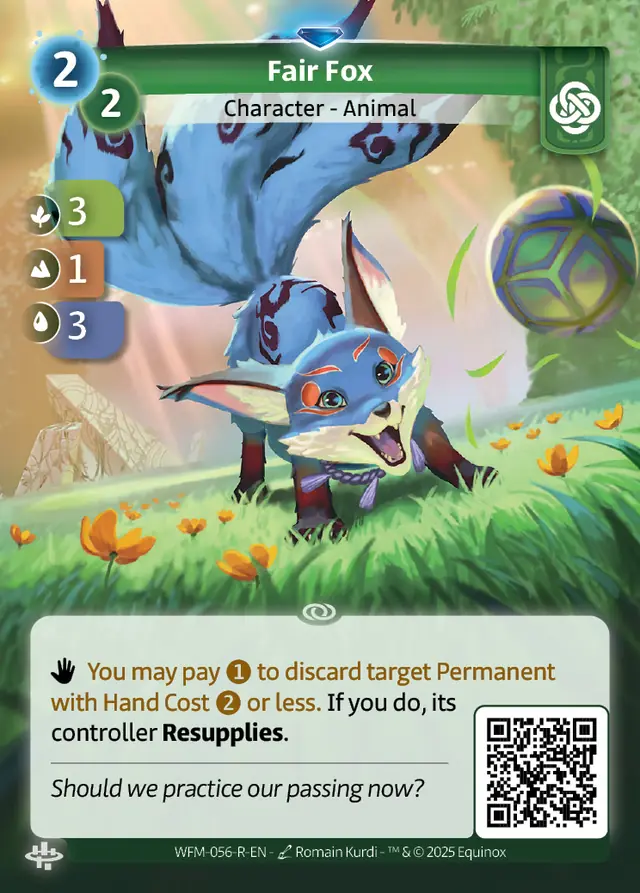 2
Fair Fox
2
Character - Animal
3
1
3
You may pay 1 to discard target Permanent
with Hand Cost 2 or less. If you do, its
controller Resupplies.
Should we practice our passing now?
WFM-056-R-EN - Romain Kurdi - ™ & © 2025 Equinox